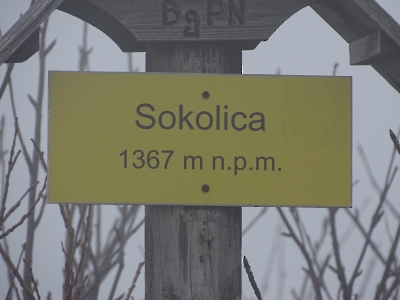 BgPN
Sokolica
1367 m n.p.m.